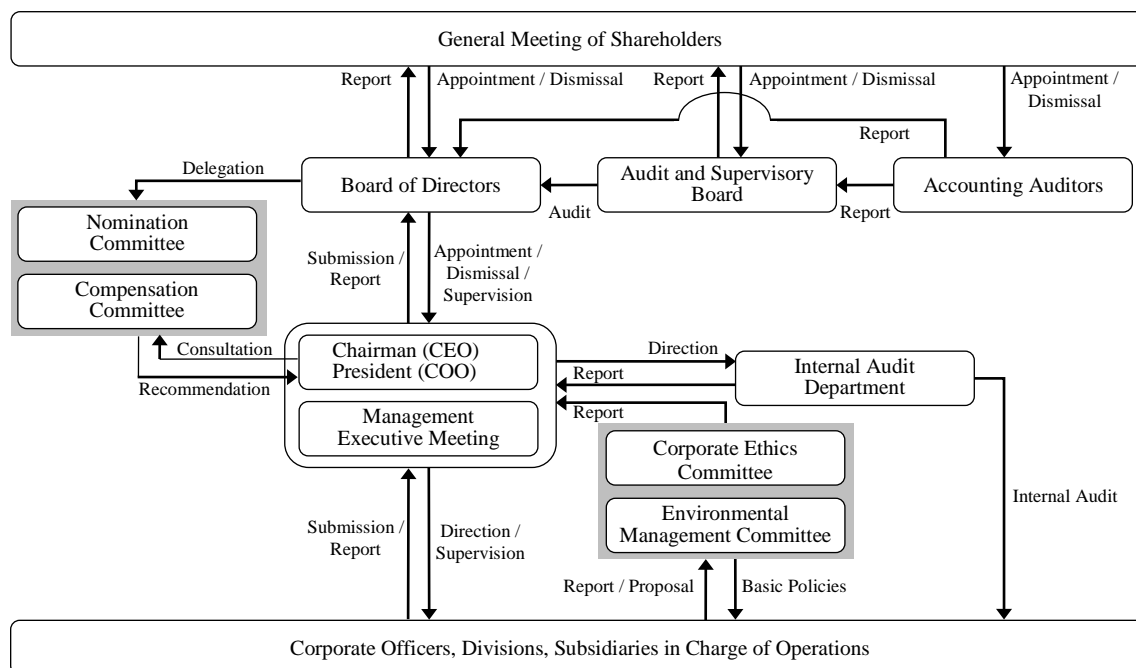 General Meeting of Shareholders
Report
Appointment / Dismissal
Report
Appointment / Dismissal
Appointment /
Dismissal
Report
Delegation
Board of Directors
Audit and Supervisory
Board
Accounting Auditors
Audit
Report
Nomination
Committee
Compensation
Committee
Submission /
Report
Appointment /
Dismissal /
Supervision
Consultation
Recommendation
Chairman (CEO)
President (COO)
Management
Executive Meeting
Direction
Report
Report
Internal Audit
Department
Corporate Ethics
Committee
Environmental
Management Committee
Internal Audit
Submission /
Report
Direction /
Supervision
Report / Proposal
Basic Policies
Corporate Officers, Divisions, Subsidiaries in Charge of Operations